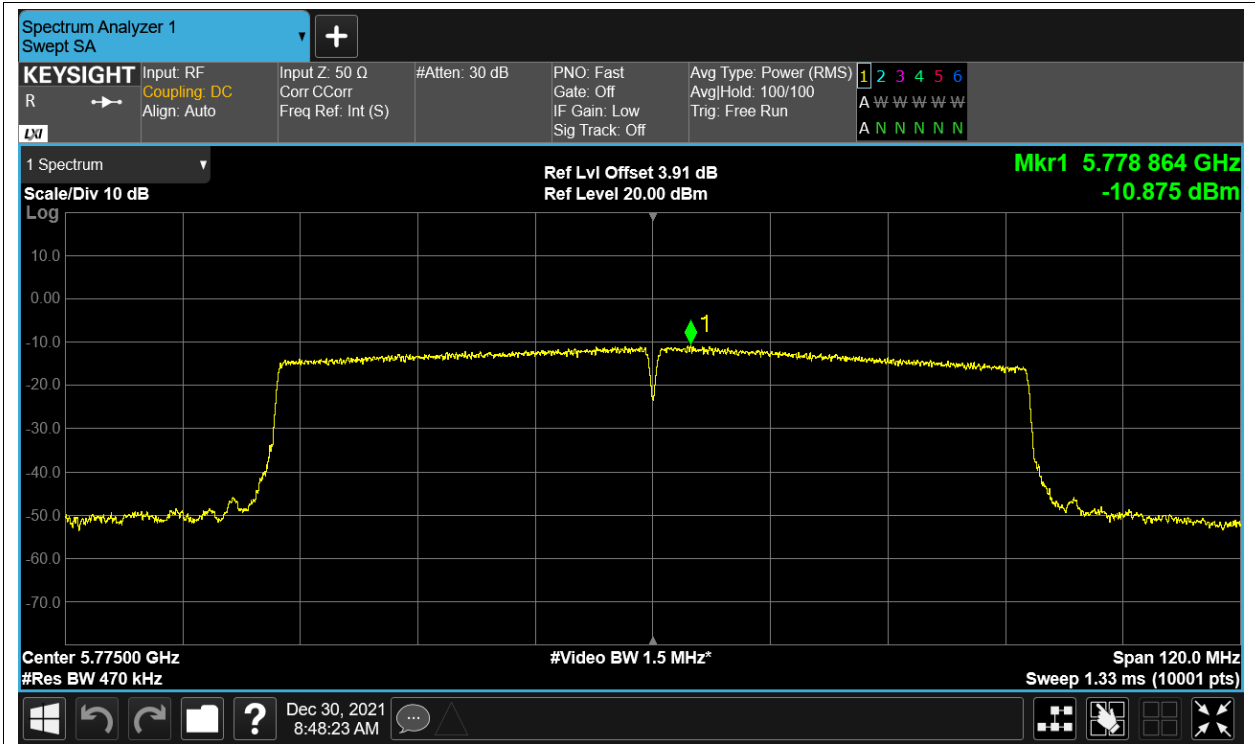 Spectrum Analyzer 1
Swept SA
KEYSIGHT
R
LXI
Input: RF
Coupling: DC
Align: Auto
Input Z: 50 Ω
Corr CCorr
Freq Ref: Int (S)
#Atten: 30 dB
PNO: Fast
Gate: Off
IF Gain: Low
Sig Track: Off
Avg Type: Power (RMS)
Avg|Hold: 100/100
Trig: Free Run
1 2 3 4 5 6
A W W W W W
A N N N N N
1 Spectrum
Scale/Div 10 dB
Log
Ref Lvl Offset 3.91 dB
Ref Level 20.00 dBm
Mkr1 5.778 864 GHz
-10.875 dBm
10.0
0.00
-10.0
-20.0
-30.0
-40.0
-50.0
-60.0
-70.0
1
Center 5.77500 GHz
#Video BW 1.5 MHz*
Span 120.0 MHz
#Res BW 470 kHz
Sweep 1.33 ms (10001 pts)
?
Dec 30, 2021
8:48:23 AM